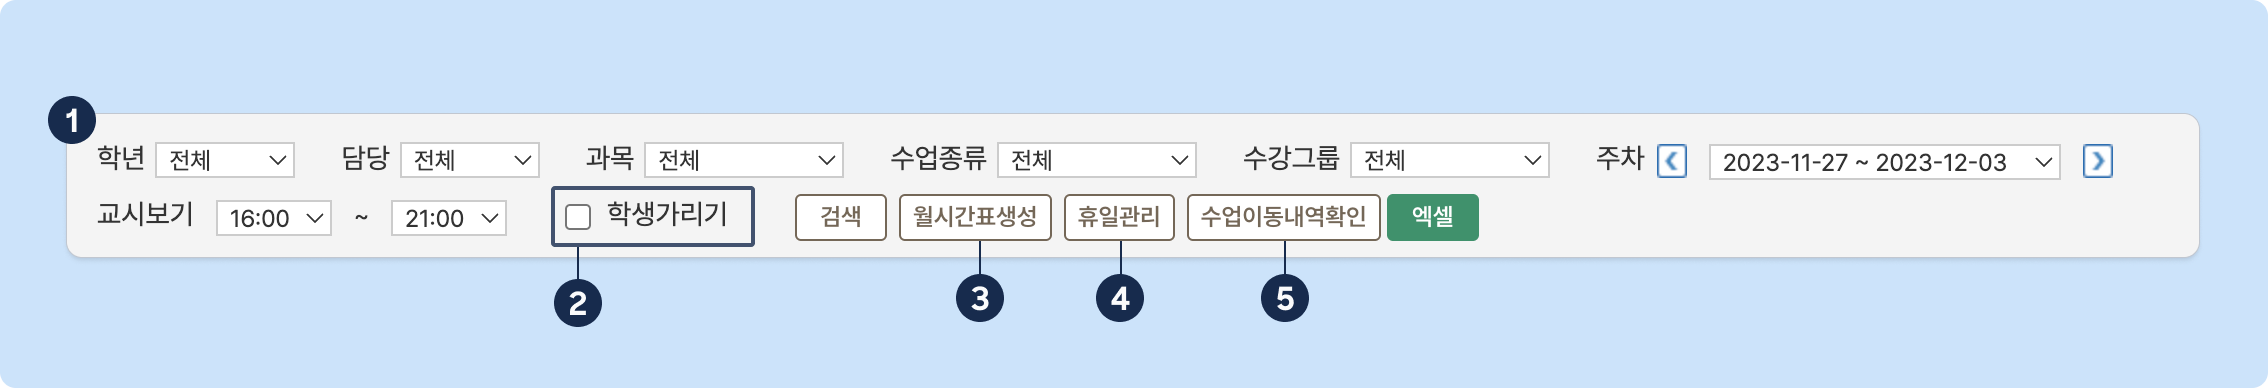 1
학년 전체 담당 전체 과목 전체 수업종류 전체 수강그룹 전체 주차 ❮ 2023-11-27 ~ 2023-12-03 ❯
교시보기 16:00 ~ 21:00 학생가리기 검색 월시간표생성 휴일관리 수업이동내역확인 엑셀
2 3 4 5